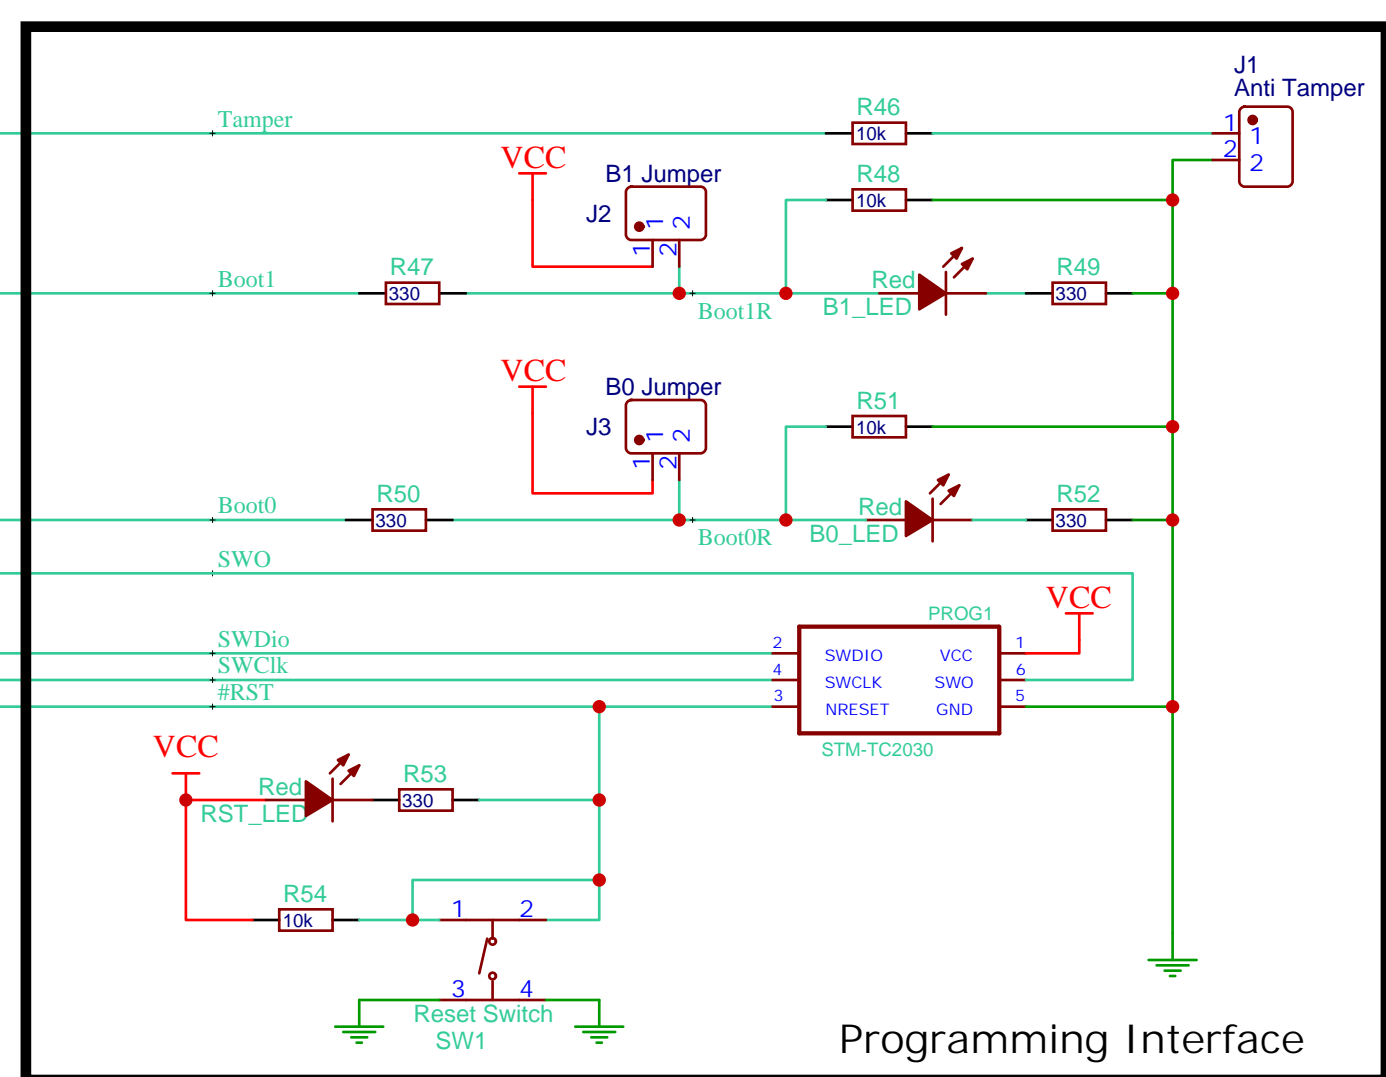 J1
Anti Tamper
Tamper
R46
10k
1
1
2
2
VCC
B1 Jumper
J2
1
2
1
2
R48
10k
Boot1
R47
330
Boot1R
Red
B1_LED
R49
330
VCC
B0 Jumper
J3
1
2
1
2
R51
10k
Boot0
R50
330
Boot0R
Red
B0_LED
R52
330
SWO
VCC
PROG1
SWDio
2
SWDIO
VCC
1
SWClk
4
SWCLK
SWO
6
#RST
3
NRESET
GND
5
STM-TC2030
VCC
Red
RST_LED
R53
330
R54
10k
1
2
3
4
Reset Switch
SW1
Programming Interface